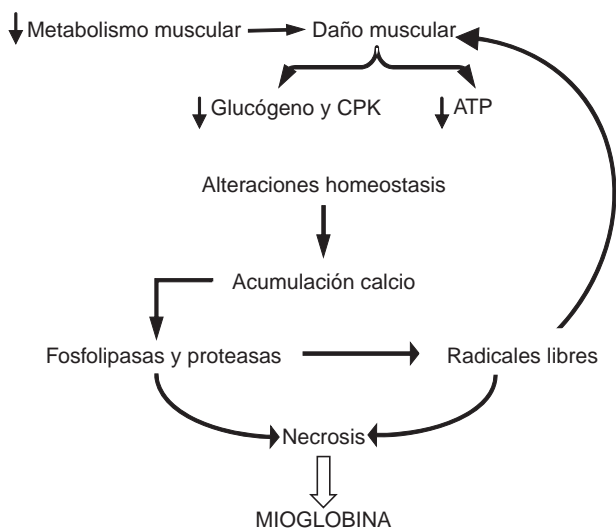 Metabolismo muscular Daño muscular
Glucógeno y CPK ATP
Alteraciones homeostasis
Acumulación calcio
Fosfolipasas y proteasas Radicales libres
Necrosis
MIOGLOBINA